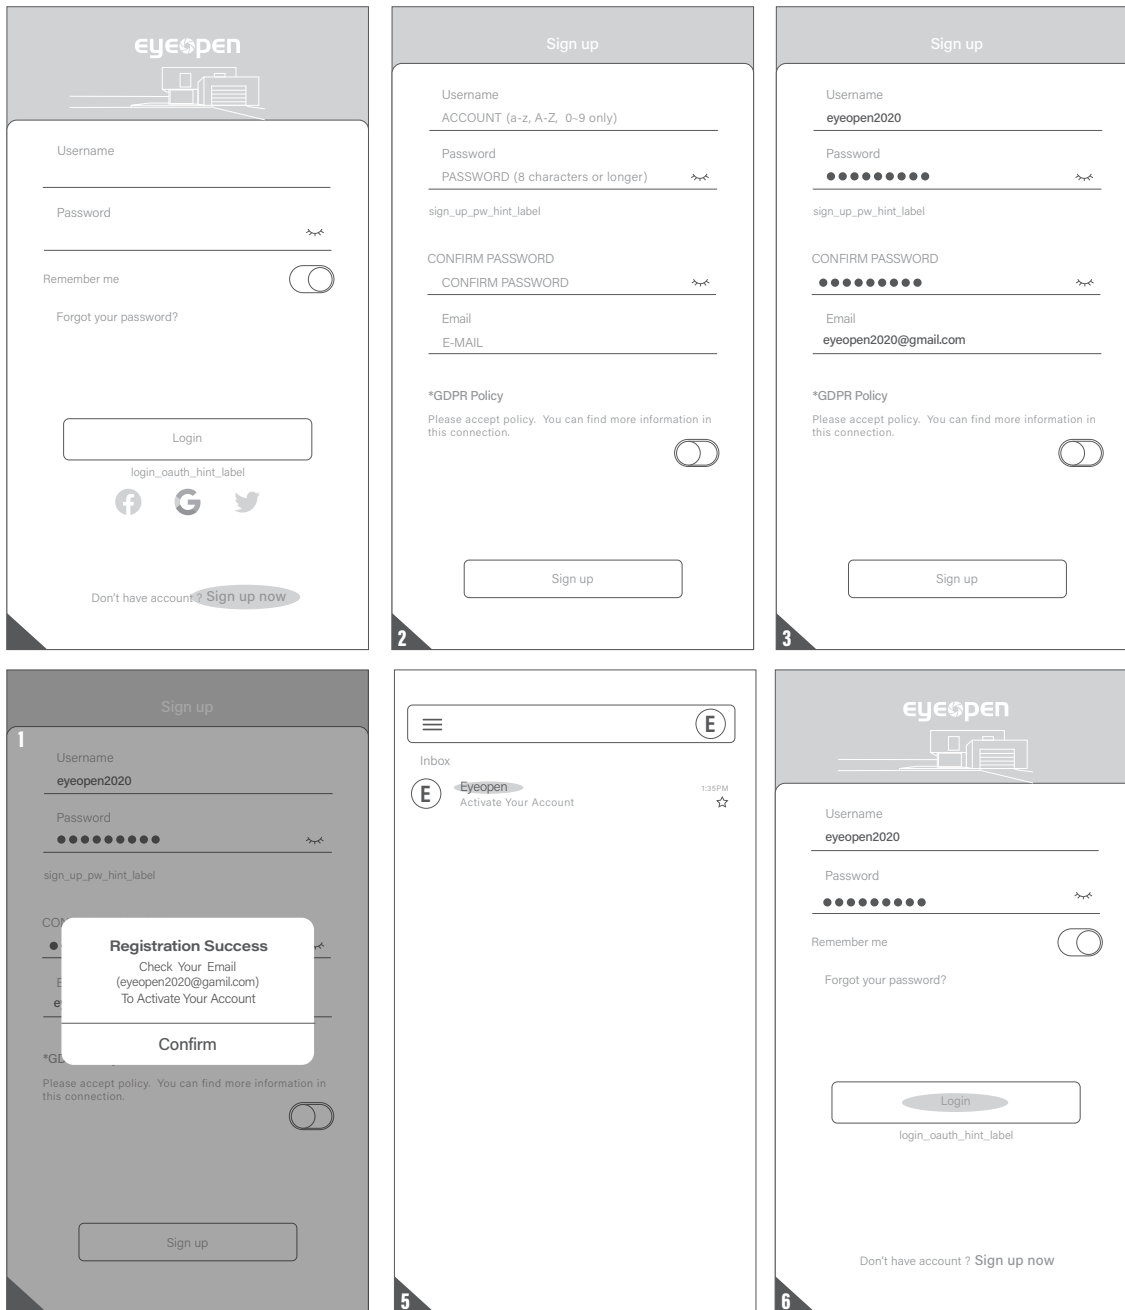 eyeopen
Username
Password
Remember me
Forgot your password?
Login
login_oauth_hint_label
Don't have account ? Sign up now
Sign up
Username
ACCOUNT (a-z, A-Z, 0~9 only)
Password
PASSWORD (8 characters or longer)
sign_up_pw_hint_label
CONFIRM PASSWORD
CONFIRM PASSWORD
Email
E-MAIL
*GDPR Policy
Please accept policy. You can find more information in
this connection.
Sign up
2
Sign up
Username
eyeopen2020
Password
sign_up_pw_hint_label
CONFIRM PASSWORD
Email
eyeopen2020@gmail.com
*GDPR Policy
Please accept policy. You can find more information in
this connection.
Sign up
3
Sign up
1
Username
eyeopen2020
Password
sign_up_pw_hint_label
CON
Registration Success
Check Your Email
(eyeopen2020@gamil.com)
To Activate Your Account
Confirm
E
e
*GD
Please accept policy. You can find more information in
this connection.
Sign up
E
Inbox
E
Eyeopen
1:35PM
Activate Your Account
5
eyeopen
Username
eyeopen2020
Password
Remember me
Forgot your password?
Login
login_oauth_hint_label
Don't have account ? Sign up now
6